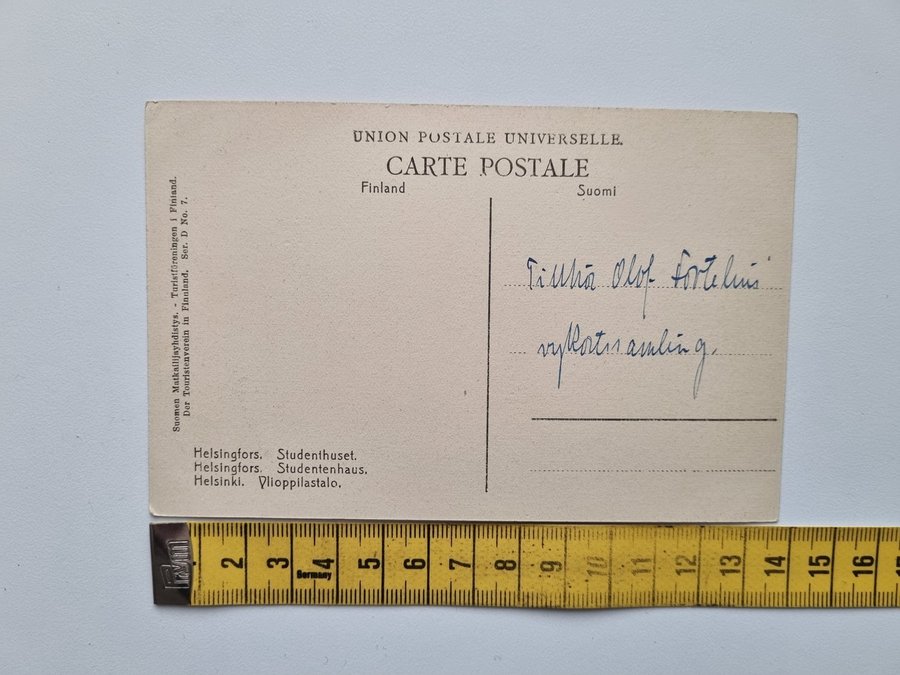 UNION POSTALE UNIVERSELLE.
CARTE POSTALE
Finland Suomi
Suomen Matkailijayhdistys. - Turistföreningen i Finland.
Der Touristenverein in Finnland. Ser. D No. 7.
Tillhör Olof Fortelius'
vykortssamling.
Helsingfors. Studenthuset.
Helsingfors. Studentenhaus.
Helsinki. Ylioppilastalo.
2 3 4 5 6 7 8 9 10 11 12 13 14 15 16
Germany